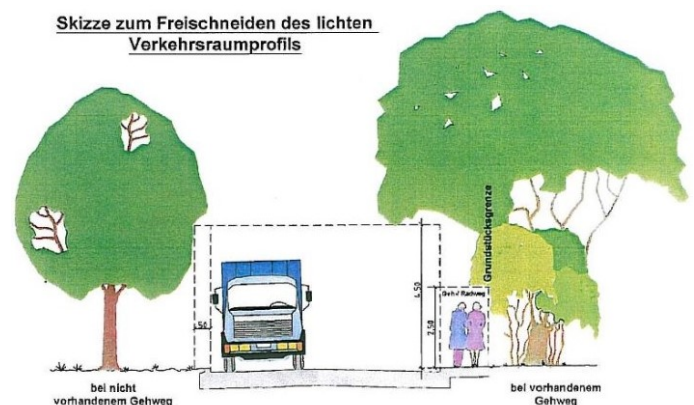 Skizze zum Freischneiden des lichten
Verkehrsraumprofils
Grundstücksgrenze
Geh-/ Radweg
4.50
2.50
.50
bei nicht
vorhandenem Gehweg
bei vorhandenem
Gehweg